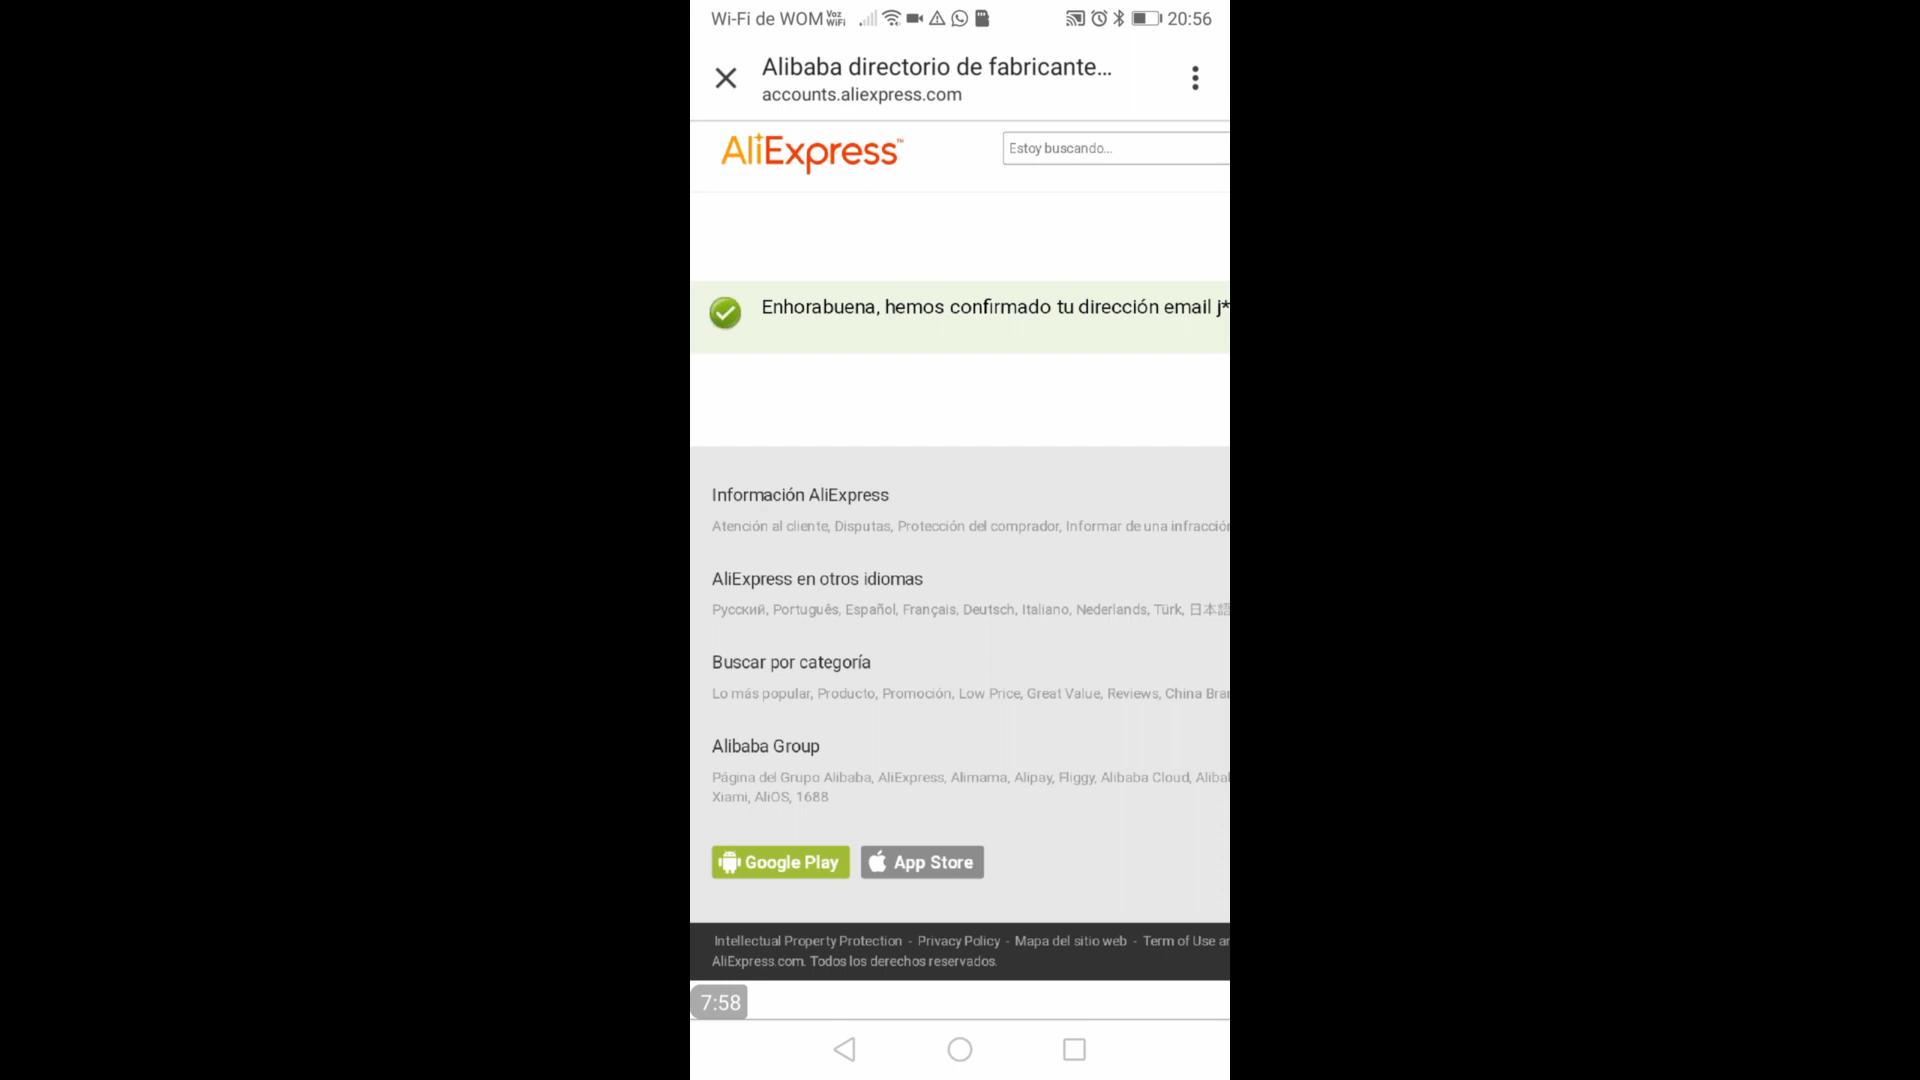 Wi-Fi de WOM Voz WiFi 20:56
Alibaba directorio de fabricante...
accounts.aliexpress.com
AliExpress™
Estoy buscando...
Enhorabuena, hemos confirmado tu dirección email j*
Información AliExpress
Atención al cliente, Disputas, Protección del comprador, Informar de una infracción
AliExpress en otros idiomas
Русский, Português, Español, Français, Deutsch, Italiano, Nederlands, Türk, 日本語
Buscar por categoría
Lo más popular, Producto, Promoción, Low Price, Great Value, Reviews, China Bra
Alibaba Group
Página del Grupo Alibaba, AliExpress, Alimama, Alipay, Fliggy, Alibaba Cloud, Aliba
Xiami, AliOS, 1688
Google Play App Store
Intellectual Property Protection - Privacy Policy - Mapa del sitio web - Term of Use a
AliExpress.com. Todos los derechos reservados.
7:58